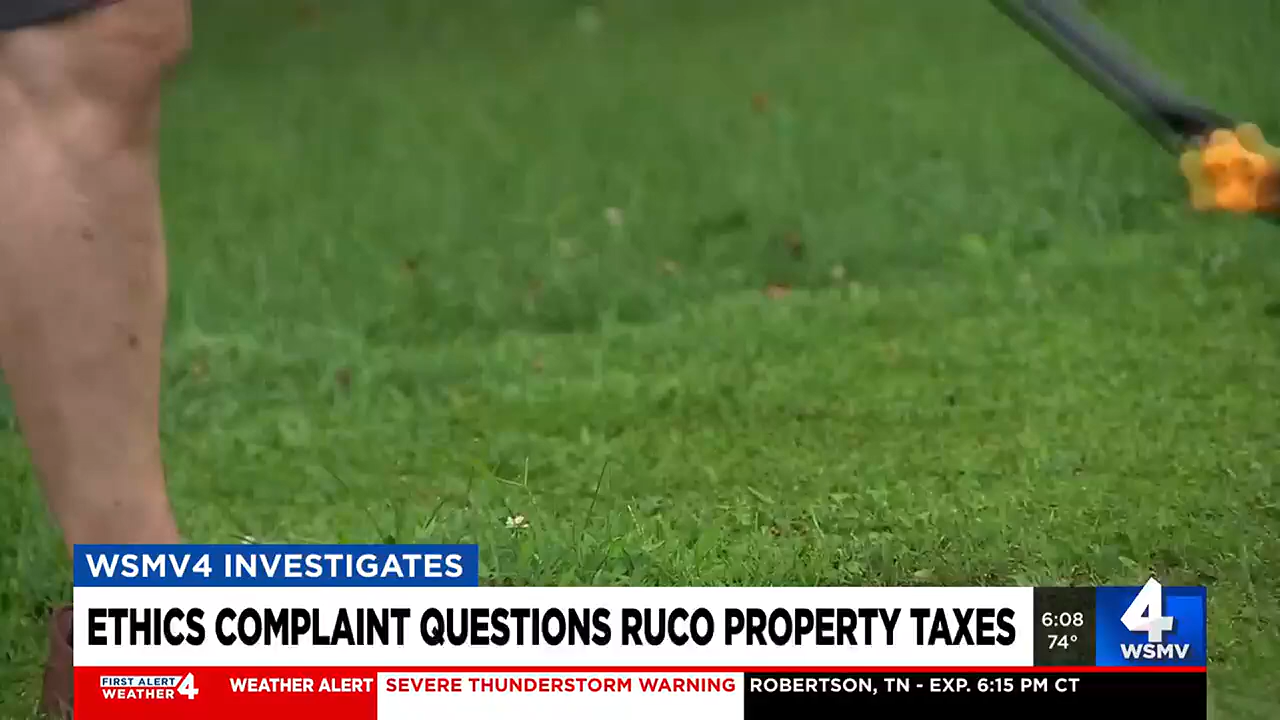 WSMV4 INVESTIGATES
ETHICS COMPLAINT QUESTIONS RUCO PROPERTY TAXES
6:08
74°
4
WSMV
FIRST ALERT
WEATHER 4
WEATHER ALERT
SEVERE THUNDERSTORM WARNING
ROBERTSON, TN - EXP. 6:15 PM CT